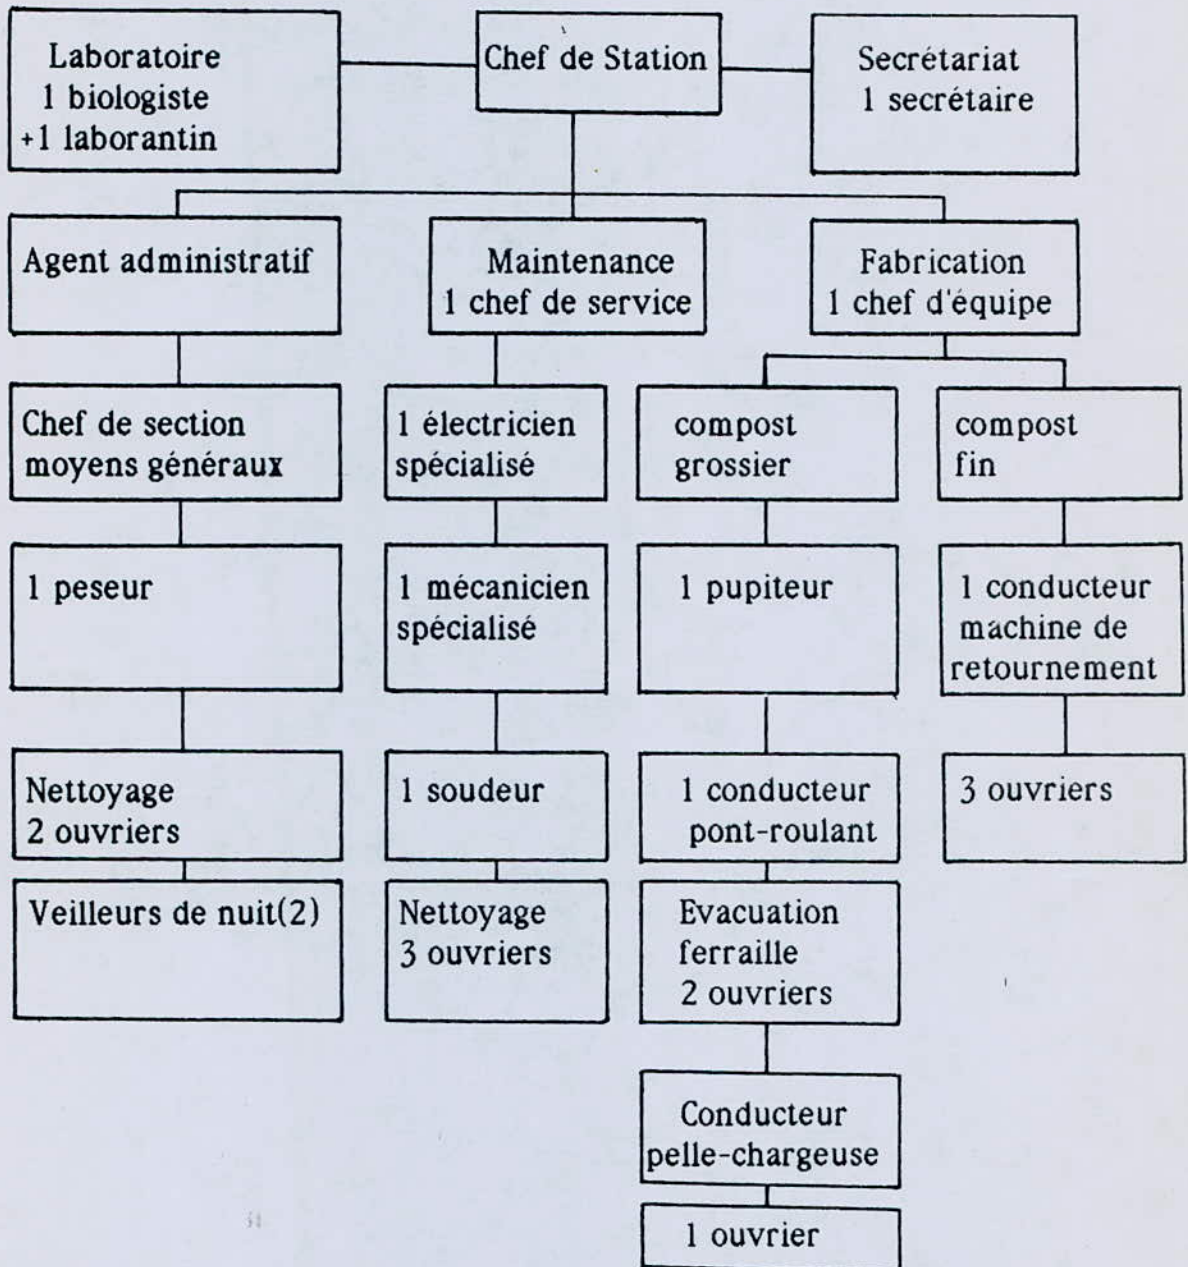 Laboratoire
1 biologiste
+1 laborantin
Chef de Station
Secrétariat
1 secrétaire
Agent administratif
Maintenance
1 chef de service
Fabrication
1 chef d'équipe
Chef de section
moyens généraux
1 électricien
spécialisé
compost
grossier
compost
fin
1 peseur
1 mécanicien
spécialisé
1 pupiteur
1 conducteur
machine de
retournement
Nettoyage
2 ouvriers
1 soudeur
1 conducteur
pont-roulant
3 ouvriers
Veilleurs de nuit(2)
Nettoyage
3 ouvriers
Evacuation
ferraille
2 ouvriers
Conducteur
pelle-chargeuse
1 ouvrier